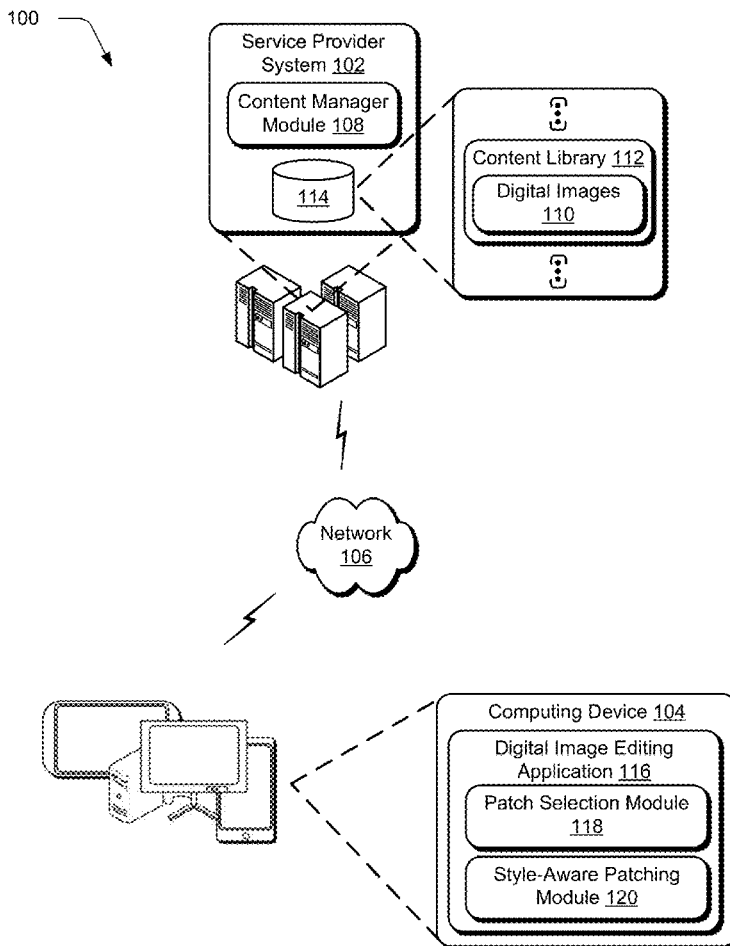 100
Service Provider
System 102
Content Manager
Module 108
114
Content Library 112
Digital Images
110
Network
106
Computing Device 104
Digital Image Editing
Application 116
Patch Selection Module
118
Style-Aware Patching
Module 120